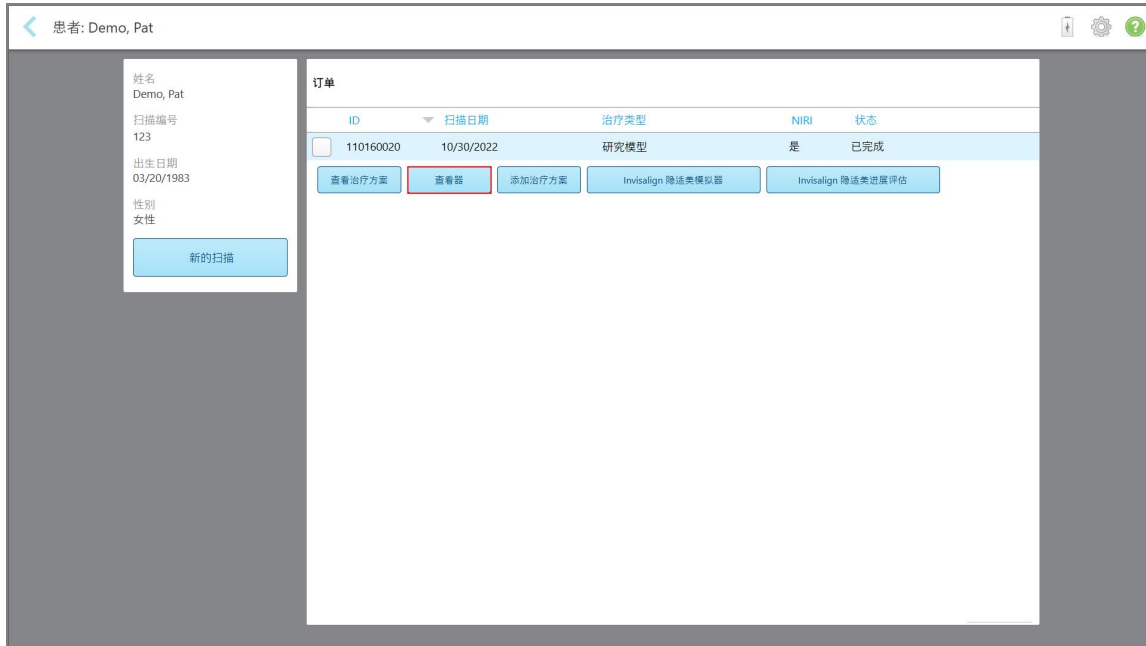 患者: Demo, Pat
姓名
Demo, Pat
扫描编号
123
出生日期
03/20/1983
性别
女性
新的扫描
订单
ID 扫描日期 治疗类型 NIRI 状态
110160020 10/30/2022 研究模型 是 已完成
查看治疗方案 查看器 添加治疗方案 Invisalign 隐适美模拟器 Invisalign 隐适美进展评估